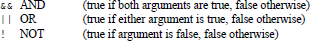 && AND (true if both arguments are true, false otherwise)
|| OR (true if either argument is true, false otherwise)
! NOT (true if argument is false, false otherwise)